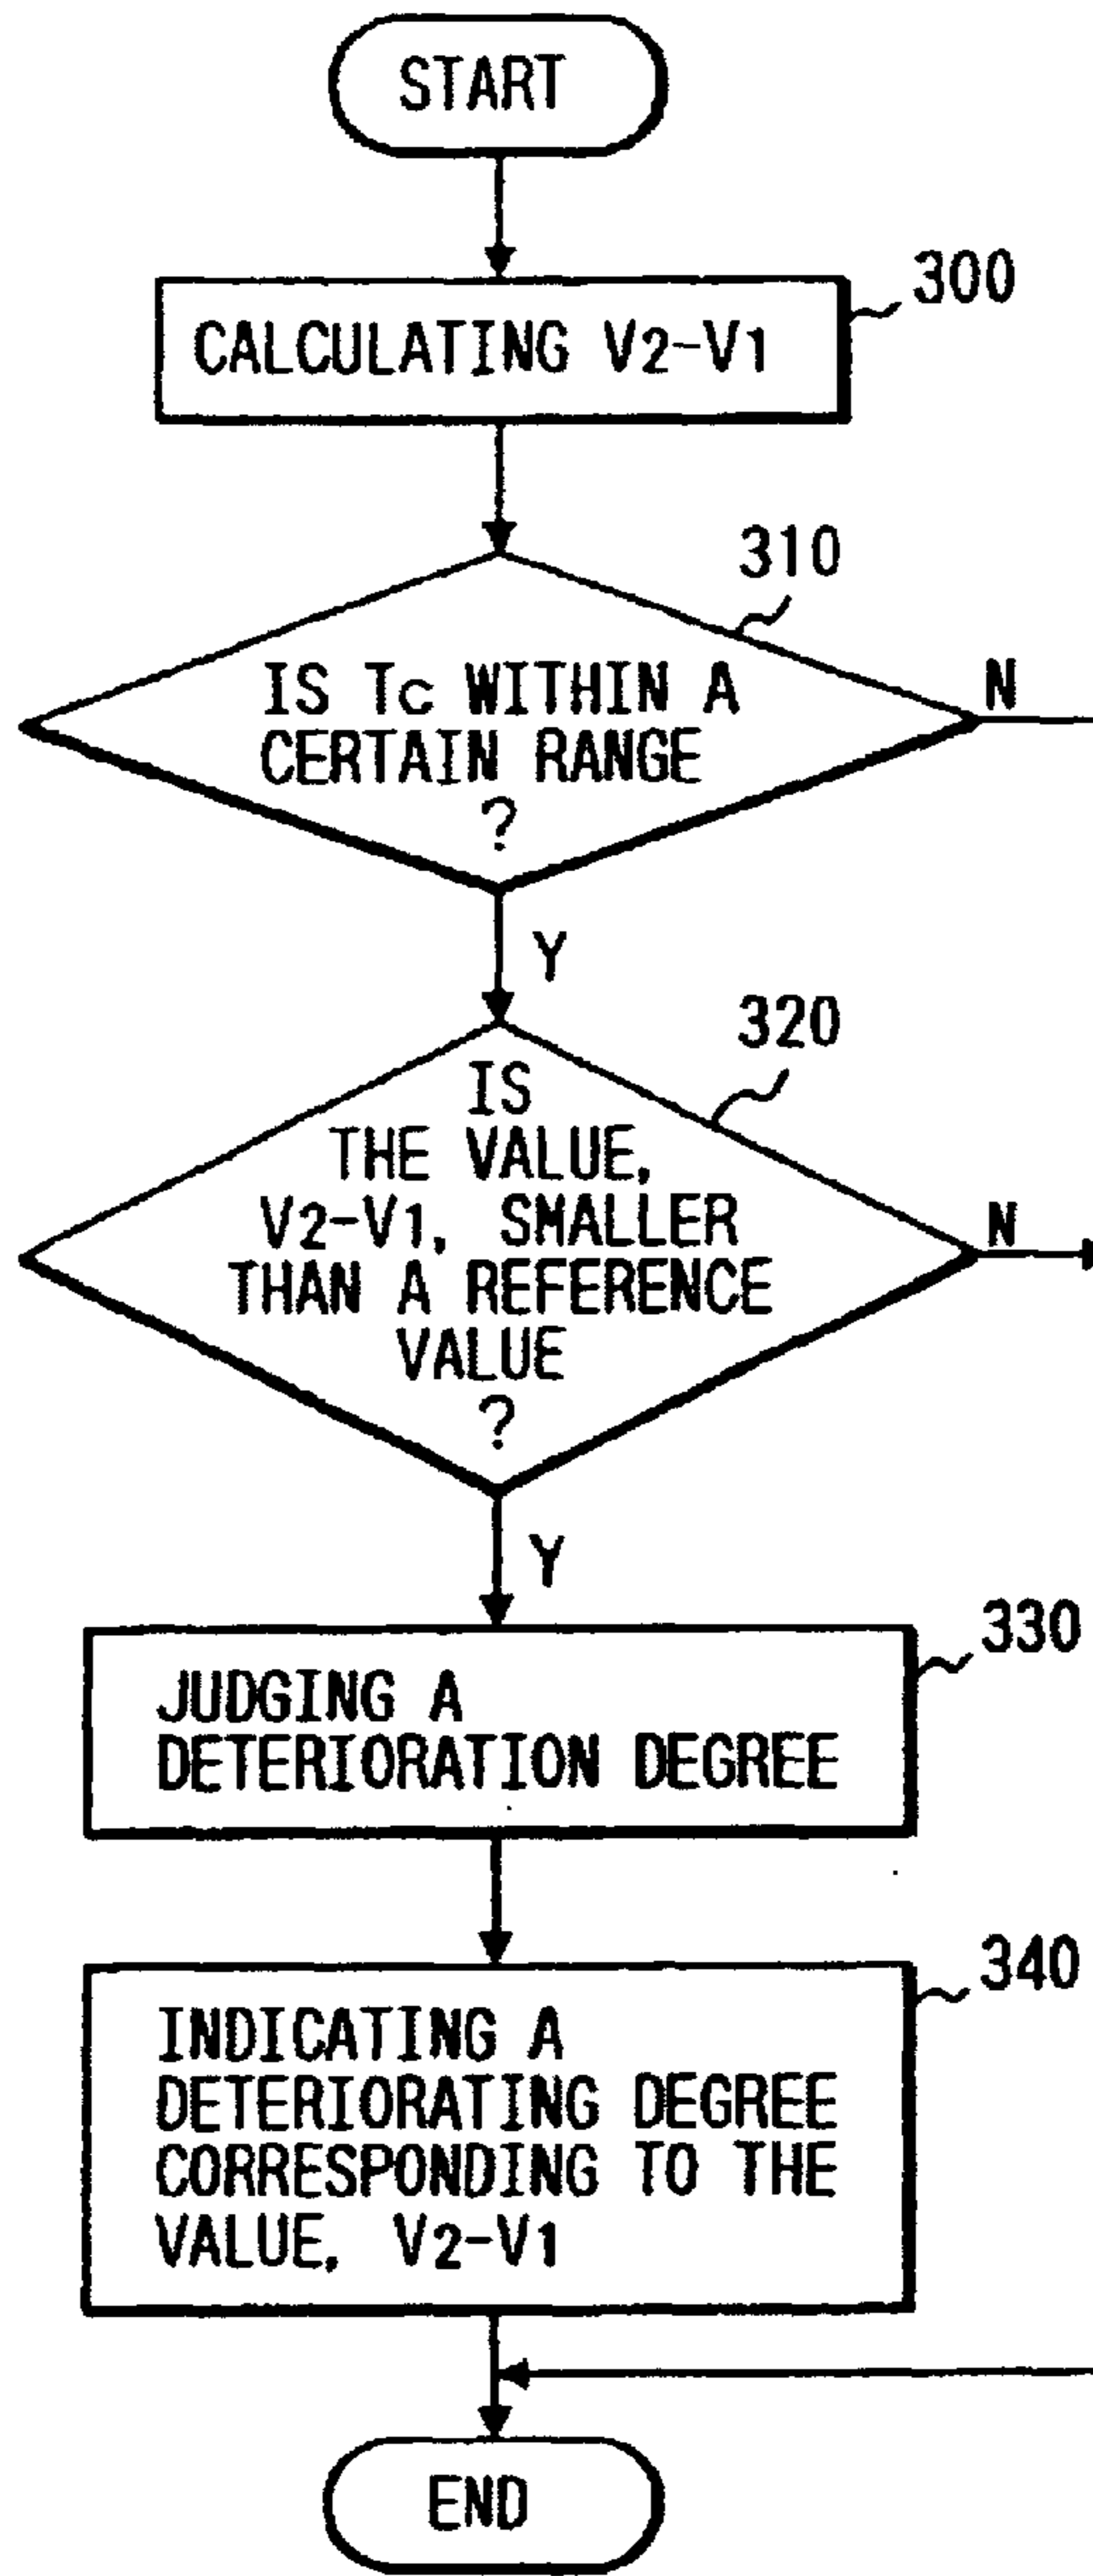 START
300
CALCULATING V2-V1
310
IS Tc WITHIN A
CERTAIN RANGE
?
N
Y
320
IS
THE VALUE,
V2-V1, SMALLER
THAN A REFERENCE
VALUE
?
N
Y
330
JUDGING A
DETERIORATION DEGREE
340
INDICATING A
DETERIORATING DEGREE
CORRESPONDING TO THE
VALUE, V2-V1
END